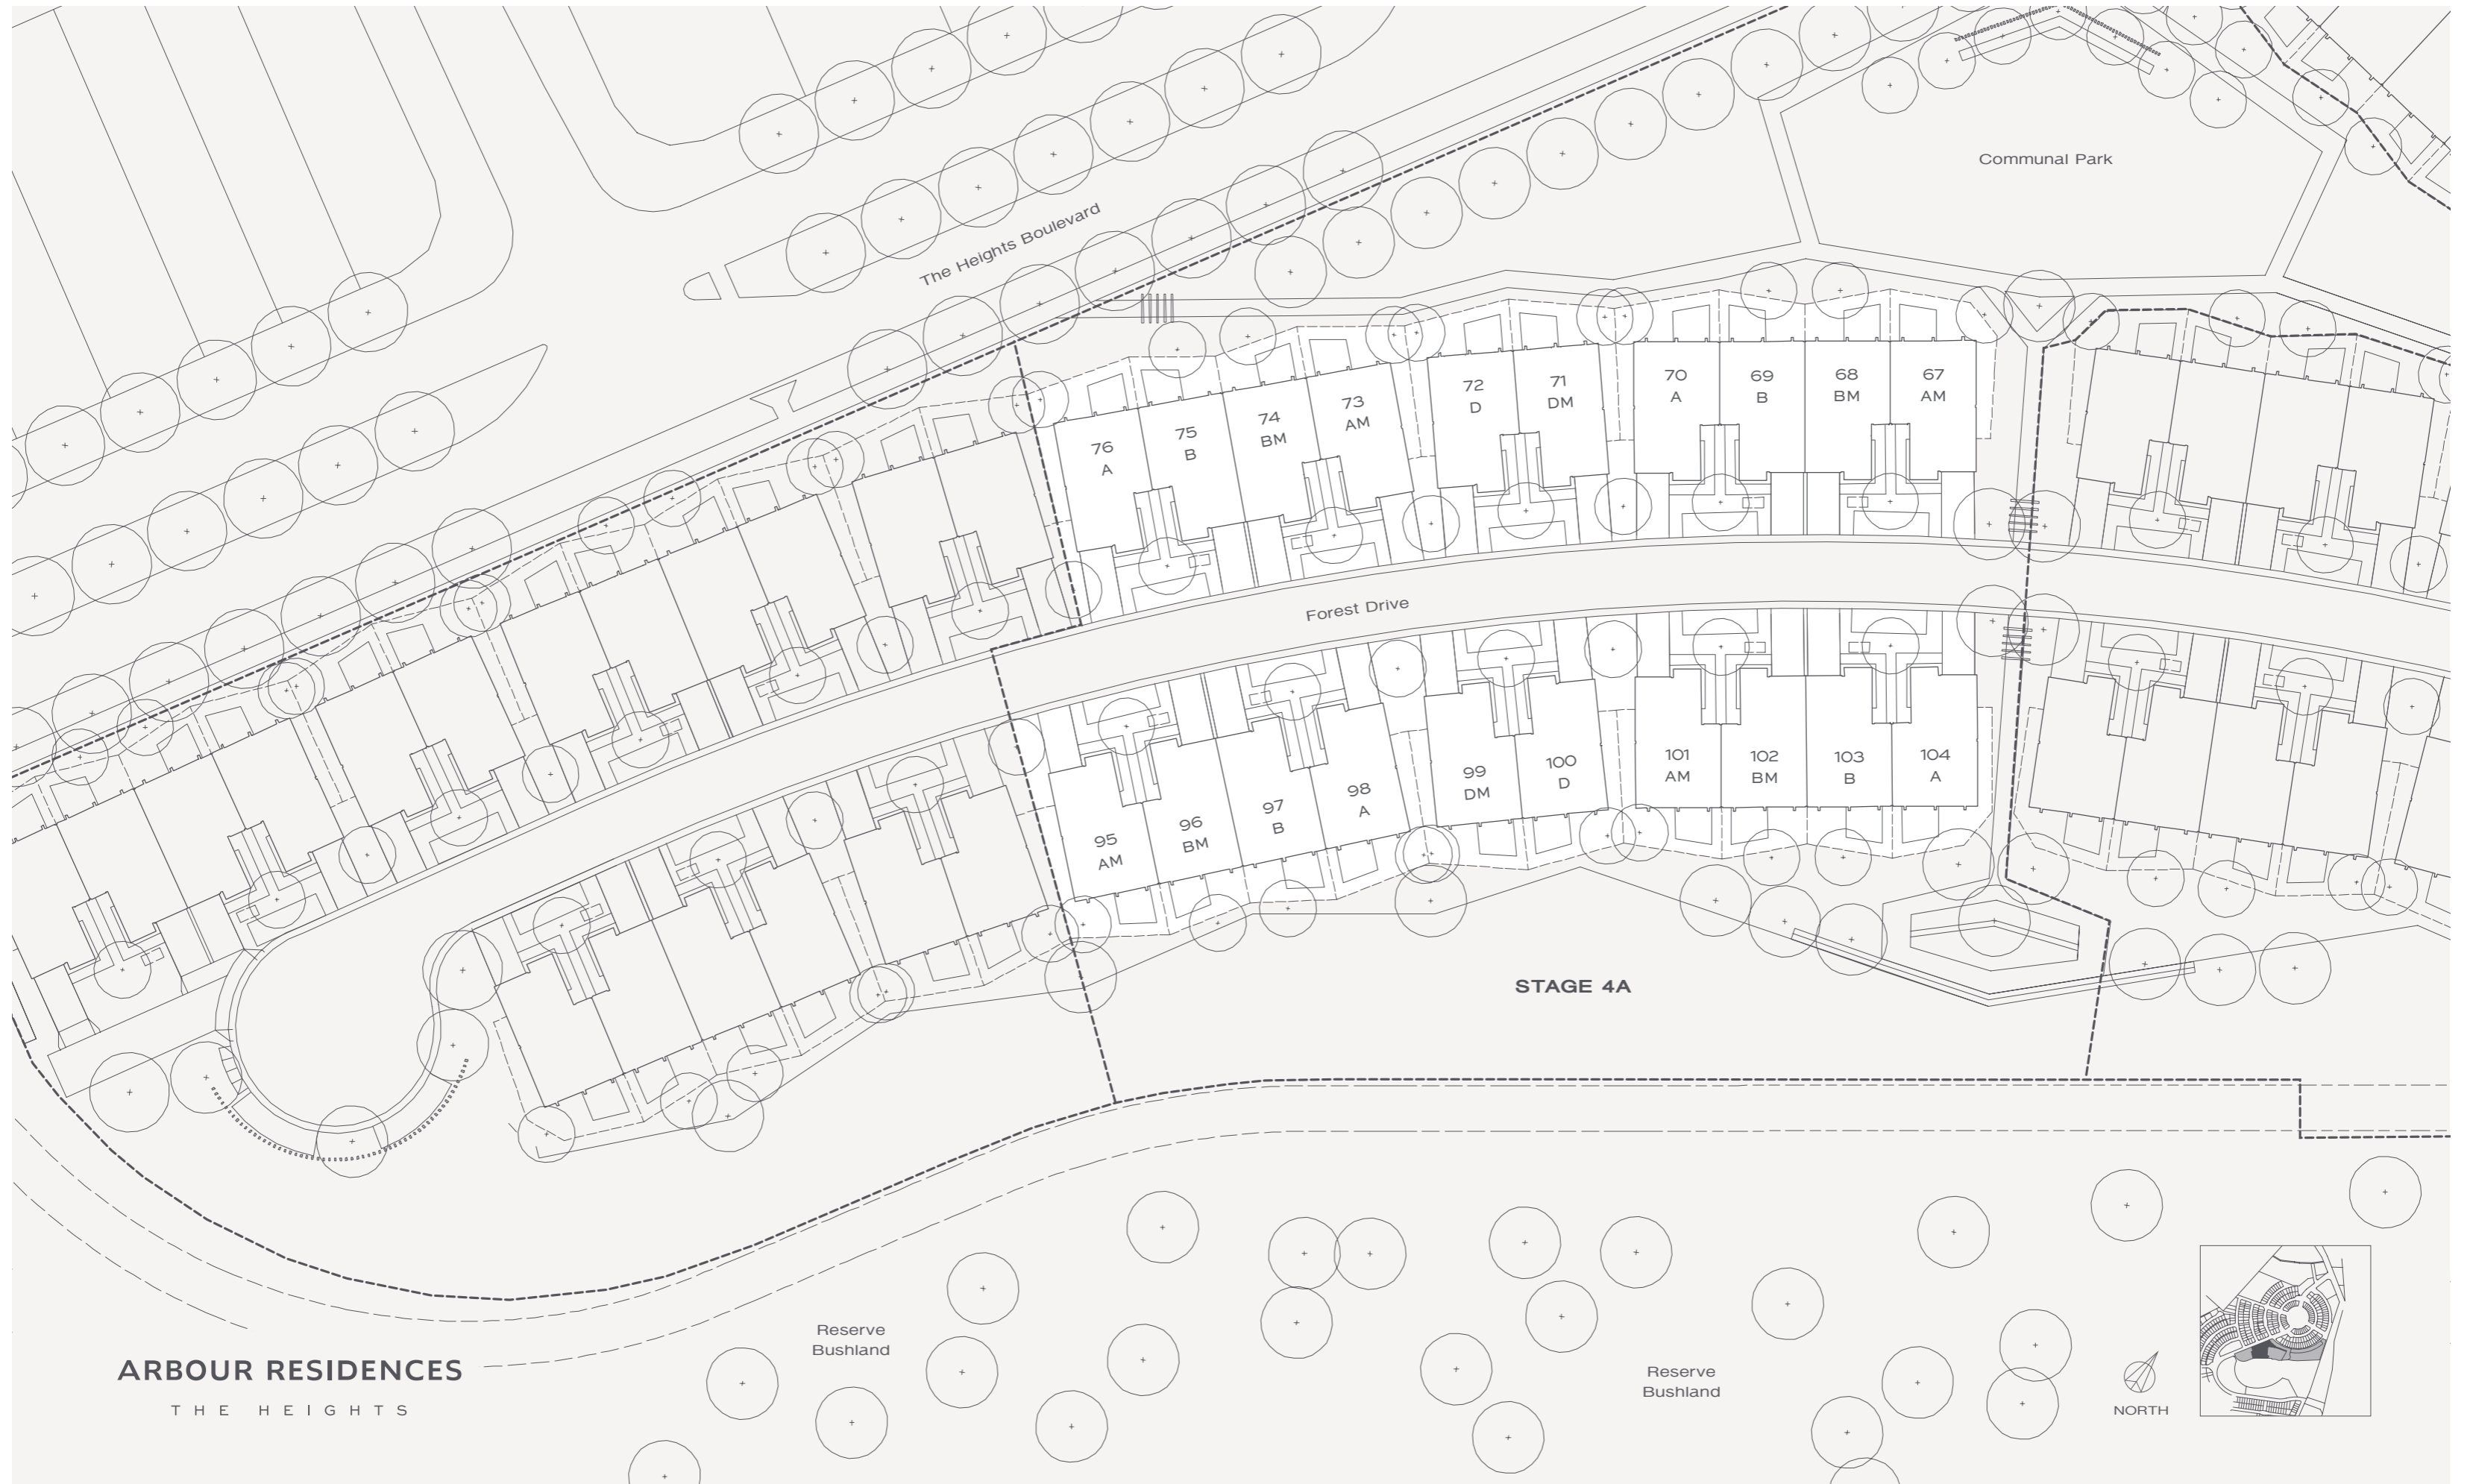 Communal Park
The Heights Boulevard
76
A
75
B
74
BM
73
AM
72
D
71
DM
70
A
69
B
68
BM
67
AM
Forest Drive
95
AM
96
BM
97
B
98
A
99
DM
100
D
101
AM
102
BM
103
B
104
A
STAGE 4A
Reserve
Bushland
Reserve
Bushland
ARBOUR RESIDENCES
THE HEIGHTS
NORTH